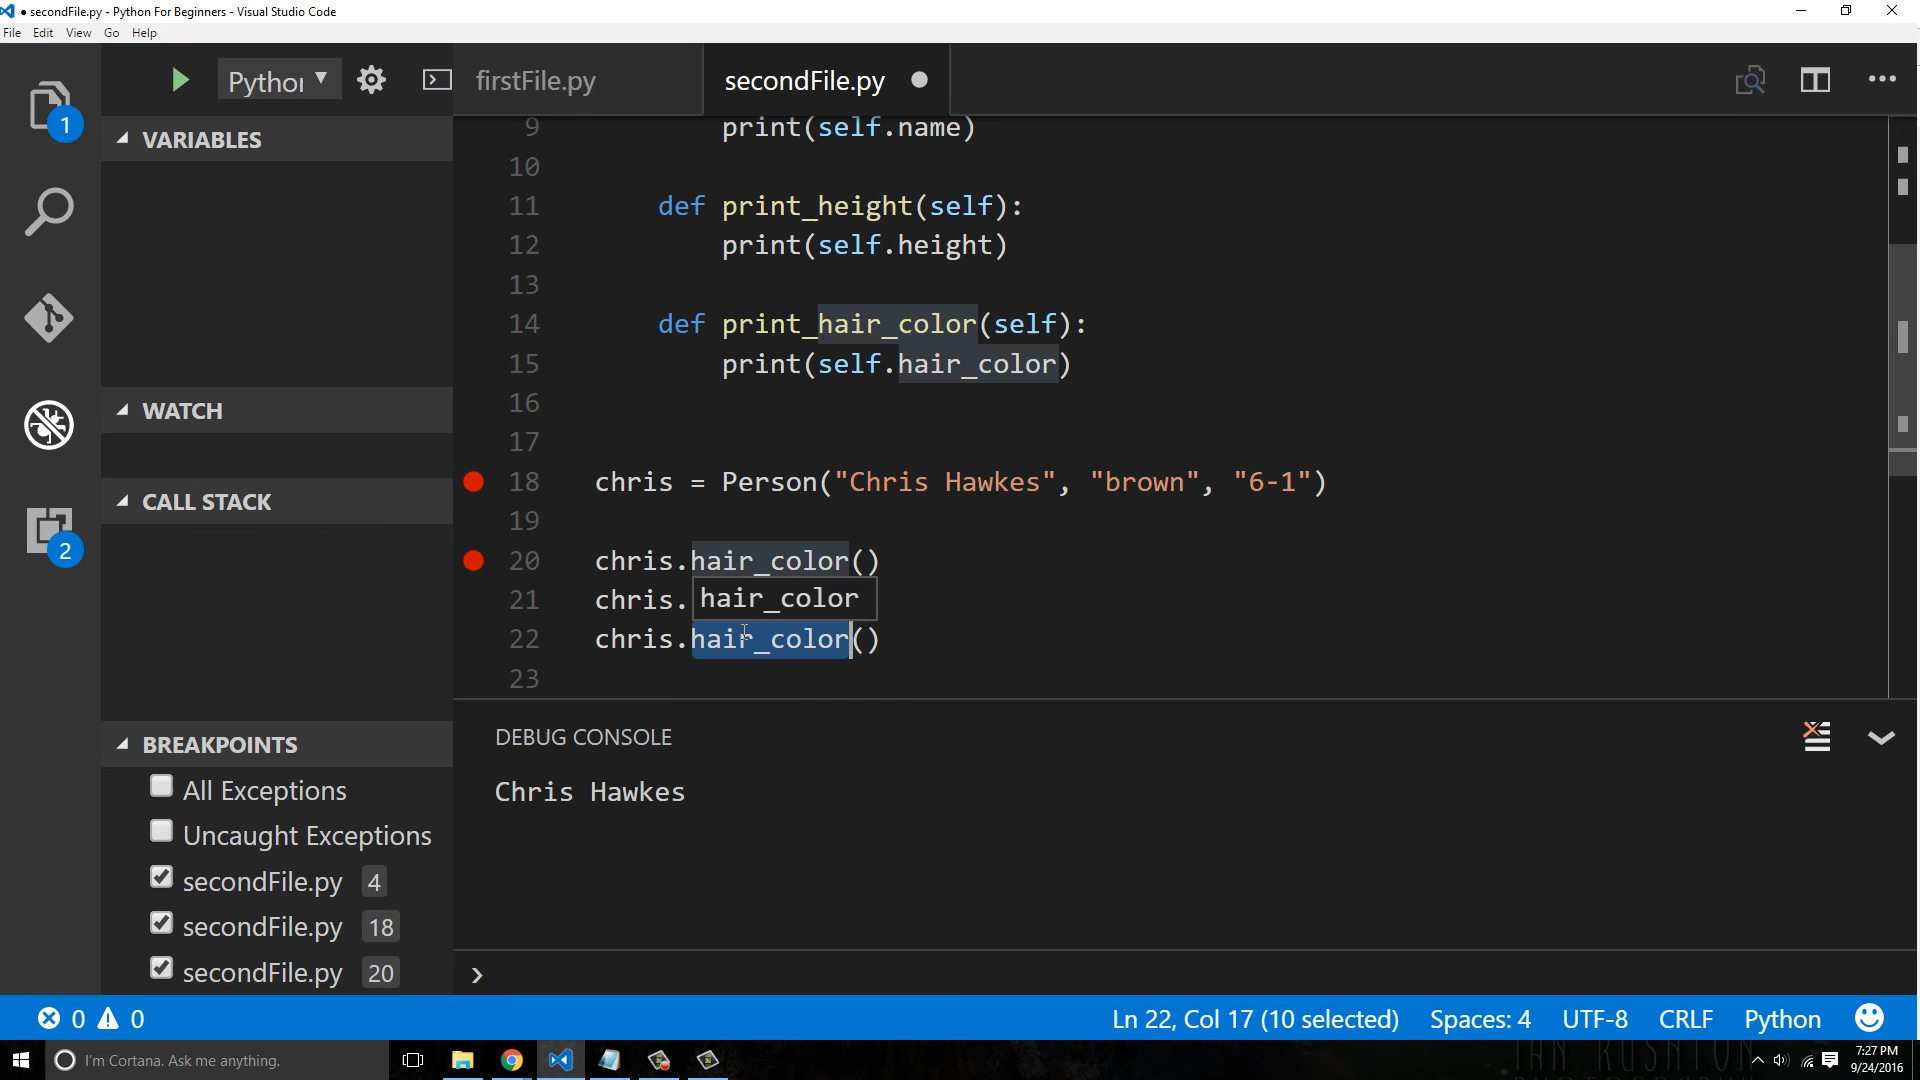 ● secondFile.py - Python For Beginners - Visual Studio Code
File Edit View Go Help
firstFile.py
secondFile.py
1
VARIABLES
WATCH
CALL STACK
2
BREAKPOINTS
All Exceptions
Uncaught Exceptions
secondFile.py 4
secondFile.py 18
secondFile.py 20
9 print(self.name)
10
11 def print_height(self):
12 print(self.height)
13
14 def print_hair_color(self):
15 print(self.hair_color)
16
17
18 chris = Person("Chris Hawkes", "brown", "6-1")
19
20 chris.hair_color()
21 chris.
hair_color
22 chris.hair_color()
23
DEBUG CONSOLE
Chris Hawkes
0 0
Ln 22, Col 17 (10 selected) Spaces: 4 UTF-8 CRLF Python
I'm Cortana. Ask me anything.
7:27 PM
9/24/2016